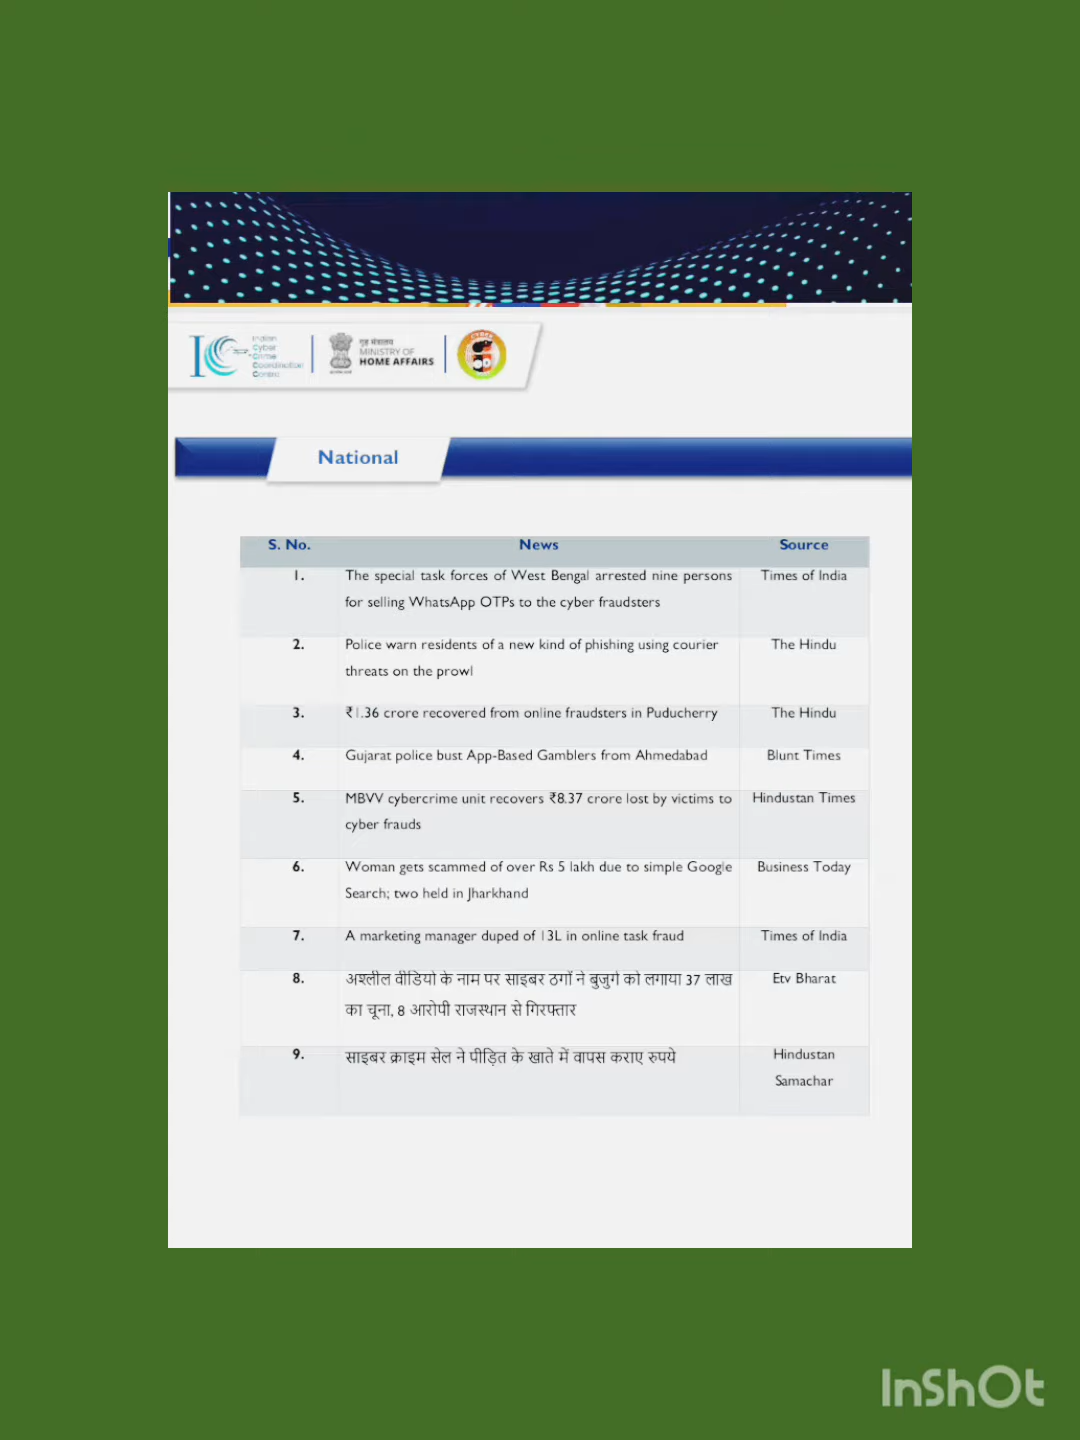 Indian
Cyber
Crime
Coordination
Centre
गृह मंत्रालय
MINISTRY OF
HOME AFFAIRS
CYBER
National
S. No. News Source
1. The special task forces of West Bengal arrested nine persons Times of India
for selling WhatsApp OTPs to the cyber fraudsters
2. Police warn residents of a new kind of phishing using courier The Hindu
threats on the prowl
3. ₹1.36 crore recovered from online fraudsters in Puducherry The Hindu
4. Gujarat police bust App-Based Gamblers from Ahmedabad Blunt Times
5. MBVV cybercrime unit recovers ₹8.37 crore lost by victims to Hindustan Times
cyber frauds
6. Woman gets scammed of over Rs 5 lakh due to simple Google Business Today
Search; two held in Jharkhand
7. A marketing manager duped of 13L in online task fraud Times of India
8. अश्लील वीडियो के नाम पर साइबर ठगों ने बुजुर्ग को लगाया 37 लाख Etv Bharat
का चूना, 8 आरोपी राजस्थान से गिरफ्तार
9. साइबर क्राइम सेल ने पीड़ित के खाते में वापस कराए रुपये Hindustan
Samachar
InShOt